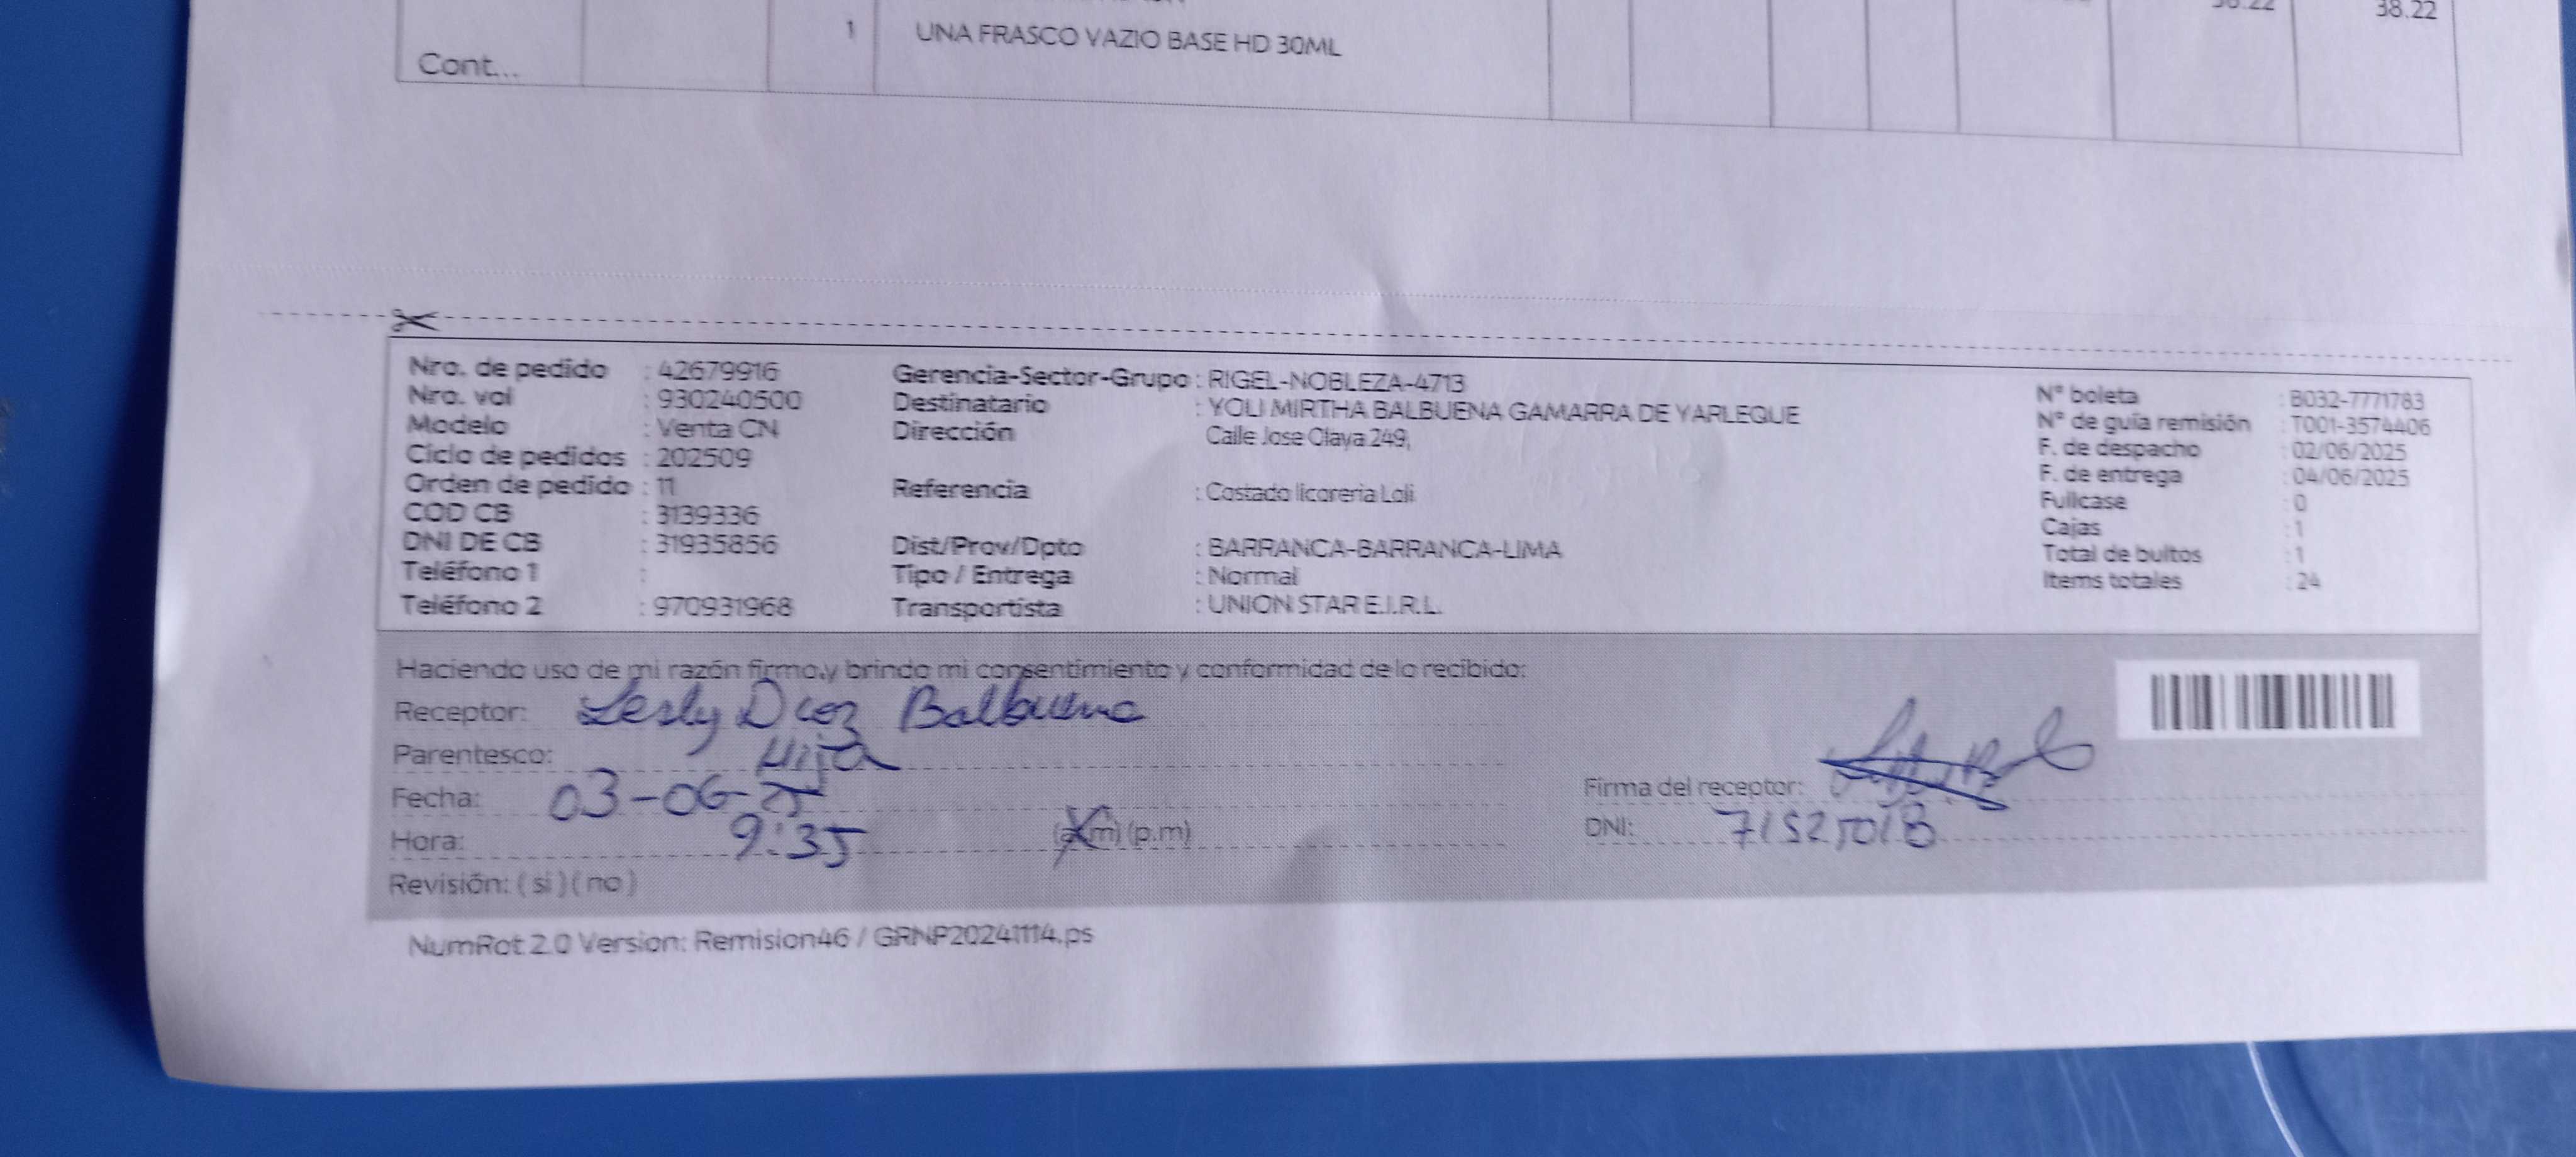 38.22
1 UNA FRASCO VAZIO BASE HD 30ML
Cont...
Nro. de pedido : 42679916
Nro. vol : 930240500
Modelo : Venta CN
Ciclo de pedidos : 202509
Orden de pedido : 11
COD CB : 3139336
DNI DE CB : 31935856
Teléfono 1 :
Teléfono 2 : 970931968
Gerencia-Sector-Grupo : RIGEL-NOBLEZA-4713
Destinatario : YOLI MIRTHA BALBUENA GAMARRA DE YARLEQUE
Dirección Calle Jose Olaya 249,
Referencia : Costado licoreria Loli
Dist/Prov/Dpto : BARRANCA-BARRANCA-LIMA
Tipo / Entrega : Normal
Transportista : UNION STAR E.I.R.L.
N° boleta : B032-7771783
N° de guía remisión : T001-3574406
F. de despacho : 02/06/2025
F. de entrega : 04/06/2025
Fullcase : 0
Cajas : 1
Total de bultos : 1
Items totales : 24
Haciendo uso de mi razón firmo,y brindo mi consentimiento y conformidad de lo recibido:
Receptor: Lesly Diaz Balbuena
Parentesco: Hija
Fecha: 03-06-25
Hora: 9:35 (a.m) (p.m)
Revisión: ( si ) ( no )
Firma del receptor:
DNI: 71525018
NumRot 2.0 Version: Remision46 / GRNP20241114.ps